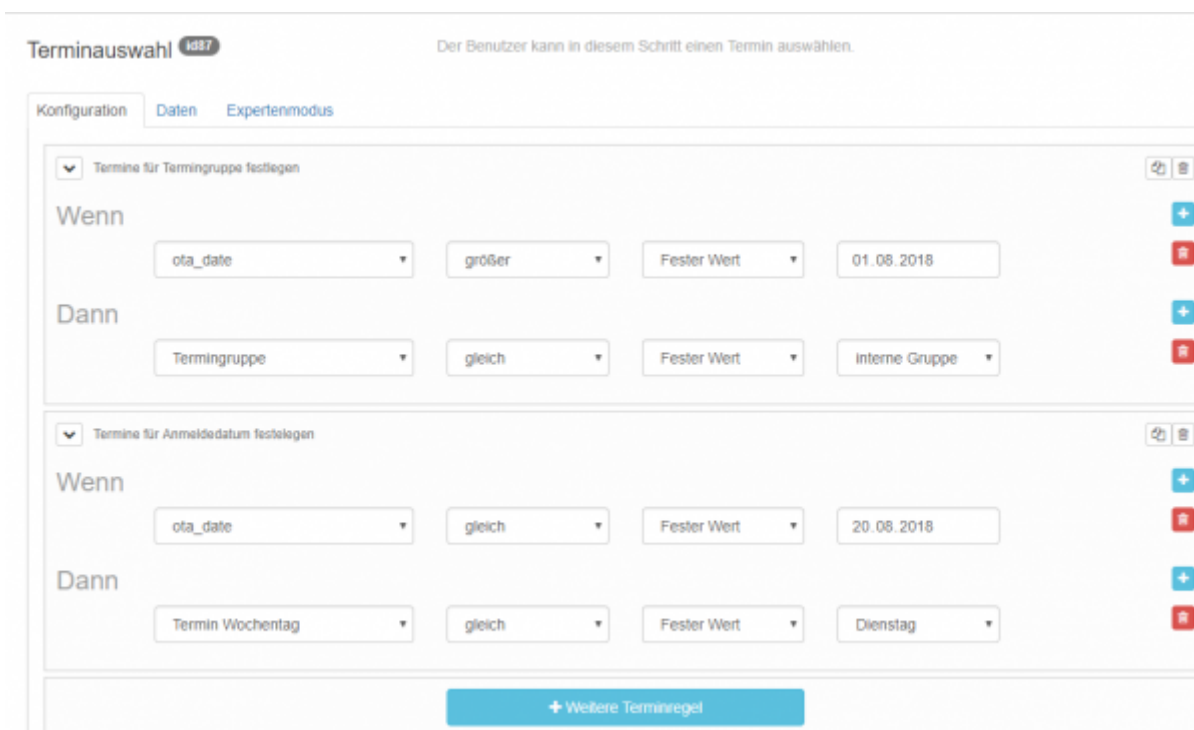 Terminauswahl id87 Der Benutzer kann in diesem Schritt einen Termin auswählen.
Konfiguration Daten Expertenmodus
Termine für Termingruppe festlegen
Wenn
ota_date größer Fester Wert 01.08.2018
Dann
Termingruppe gleich Fester Wert interne Gruppe
Termine für Anmeldedatum festelegen
Wenn
ota_date gleich Fester Wert 20.08.2018
Dann
Termin Wochentag gleich Fester Wert Dienstag
+ Weitere Terminregel